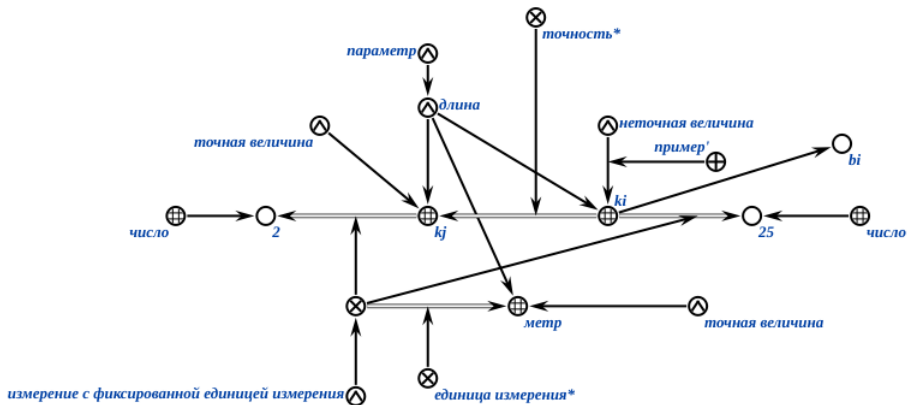 точность*
параметр
длина
неточная величина
точная величина
пример'
bi
ki
число
2
kj
25
число
метр
точная величина
измерение с фиксированной единицей измерения
единица измерения*